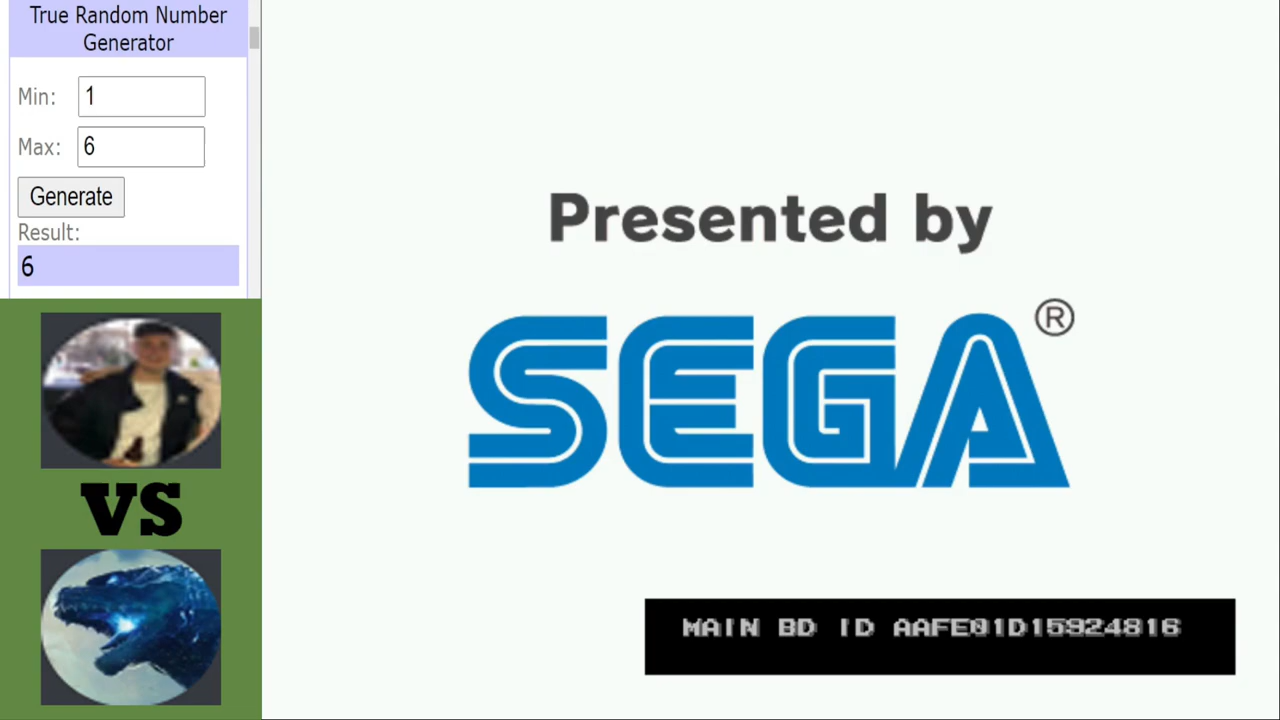 True Random Number
Generator
Min: 1
Max: 6
Generate
Result:
6
VS
Presented by
SEGA®
MAIN BD ID AAFE01D15924816